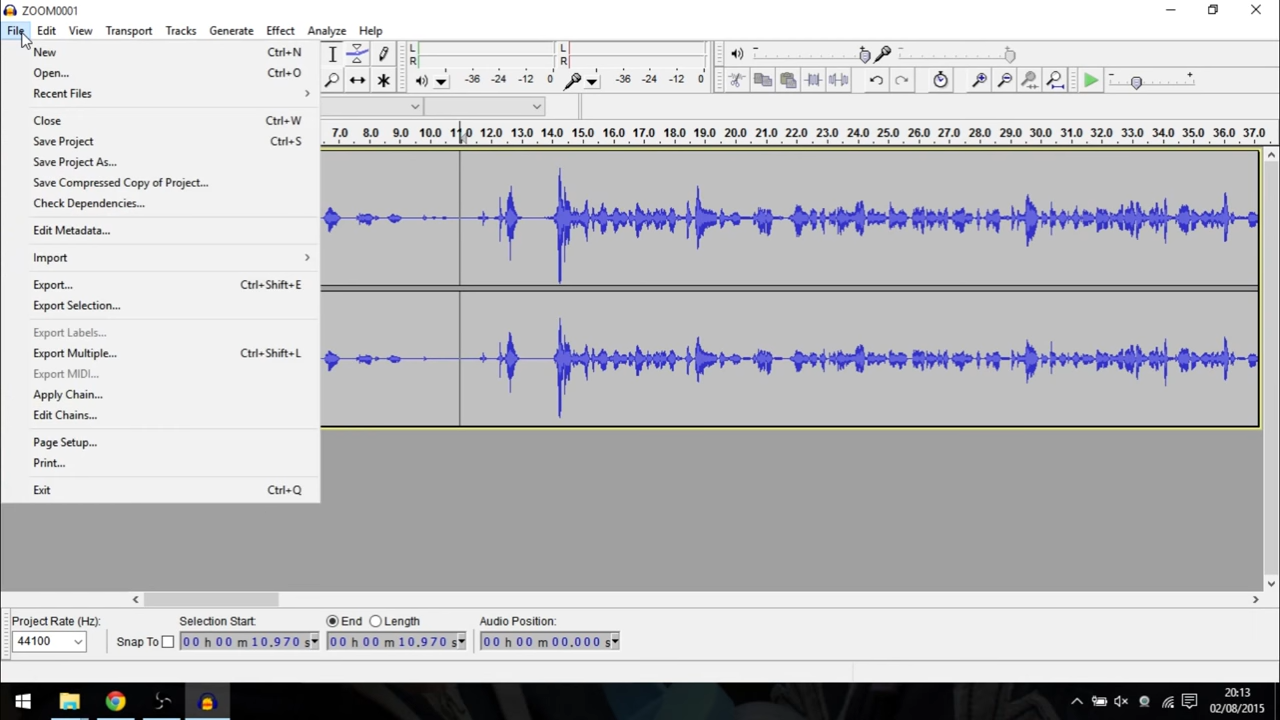 ZOOM0001
File Edit View Transport Tracks Generate Effect Analyze Help
New Ctrl+N
Open... Ctrl+O
Recent Files
Close Ctrl+W
Save Project Ctrl+S
Save Project As...
Save Compressed Copy of Project...
Check Dependencies...
Edit Metadata...
Import
Export... Ctrl+Shift+E
Export Selection...
Export Labels...
Export Multiple... Ctrl+Shift+L
Export MIDI...
Apply Chain...
Edit Chains...
Page Setup...
Print...
Exit Ctrl+Q
L L
R R
-36 -24 -12 0 -36 -24 -12 0
7.0 8.0 9.0 10.0 11.0 12.0 13.0 14.0 15.0 16.0 17.0 18.0 19.0 20.0 21.0 22.0 23.0 24.0 25.0 26.0 27.0 28.0 29.0 30.0 31.0 32.0 33.0 34.0 35.0 36.0 37.0
Project Rate (Hz): Selection Start: End Length Audio Position:
44100 Snap To 00 h 00 m 10.970 s 00 h 00 m 10.970 s 00 h 00 m 00.000 s
20:13
02/08/2015